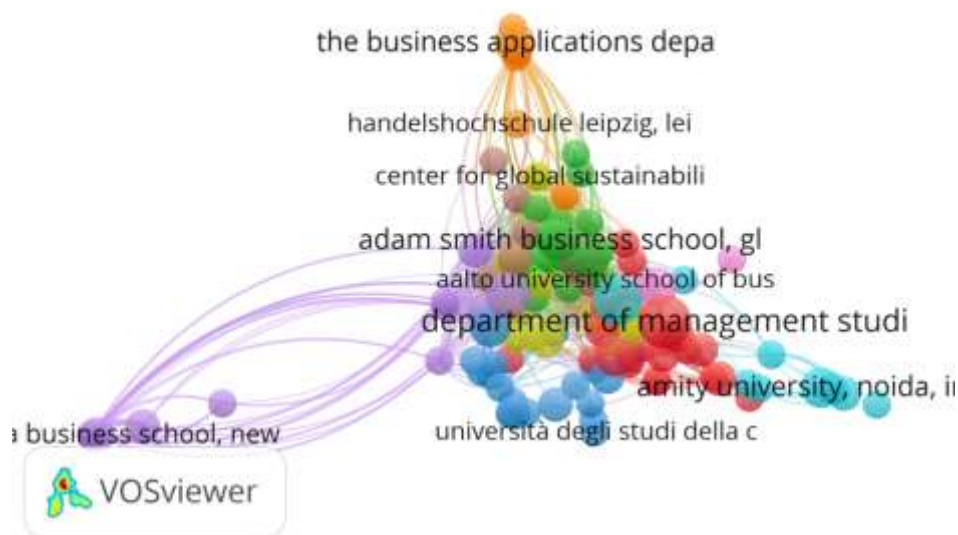 the business applications depa
handelshochschule leipzig, lei
center for global sustainabili
adam smith business school, gl
aalto university school of bus
department of management studi
amity university, noida, in
a business school, new
università degli studi della c
VOSviewer